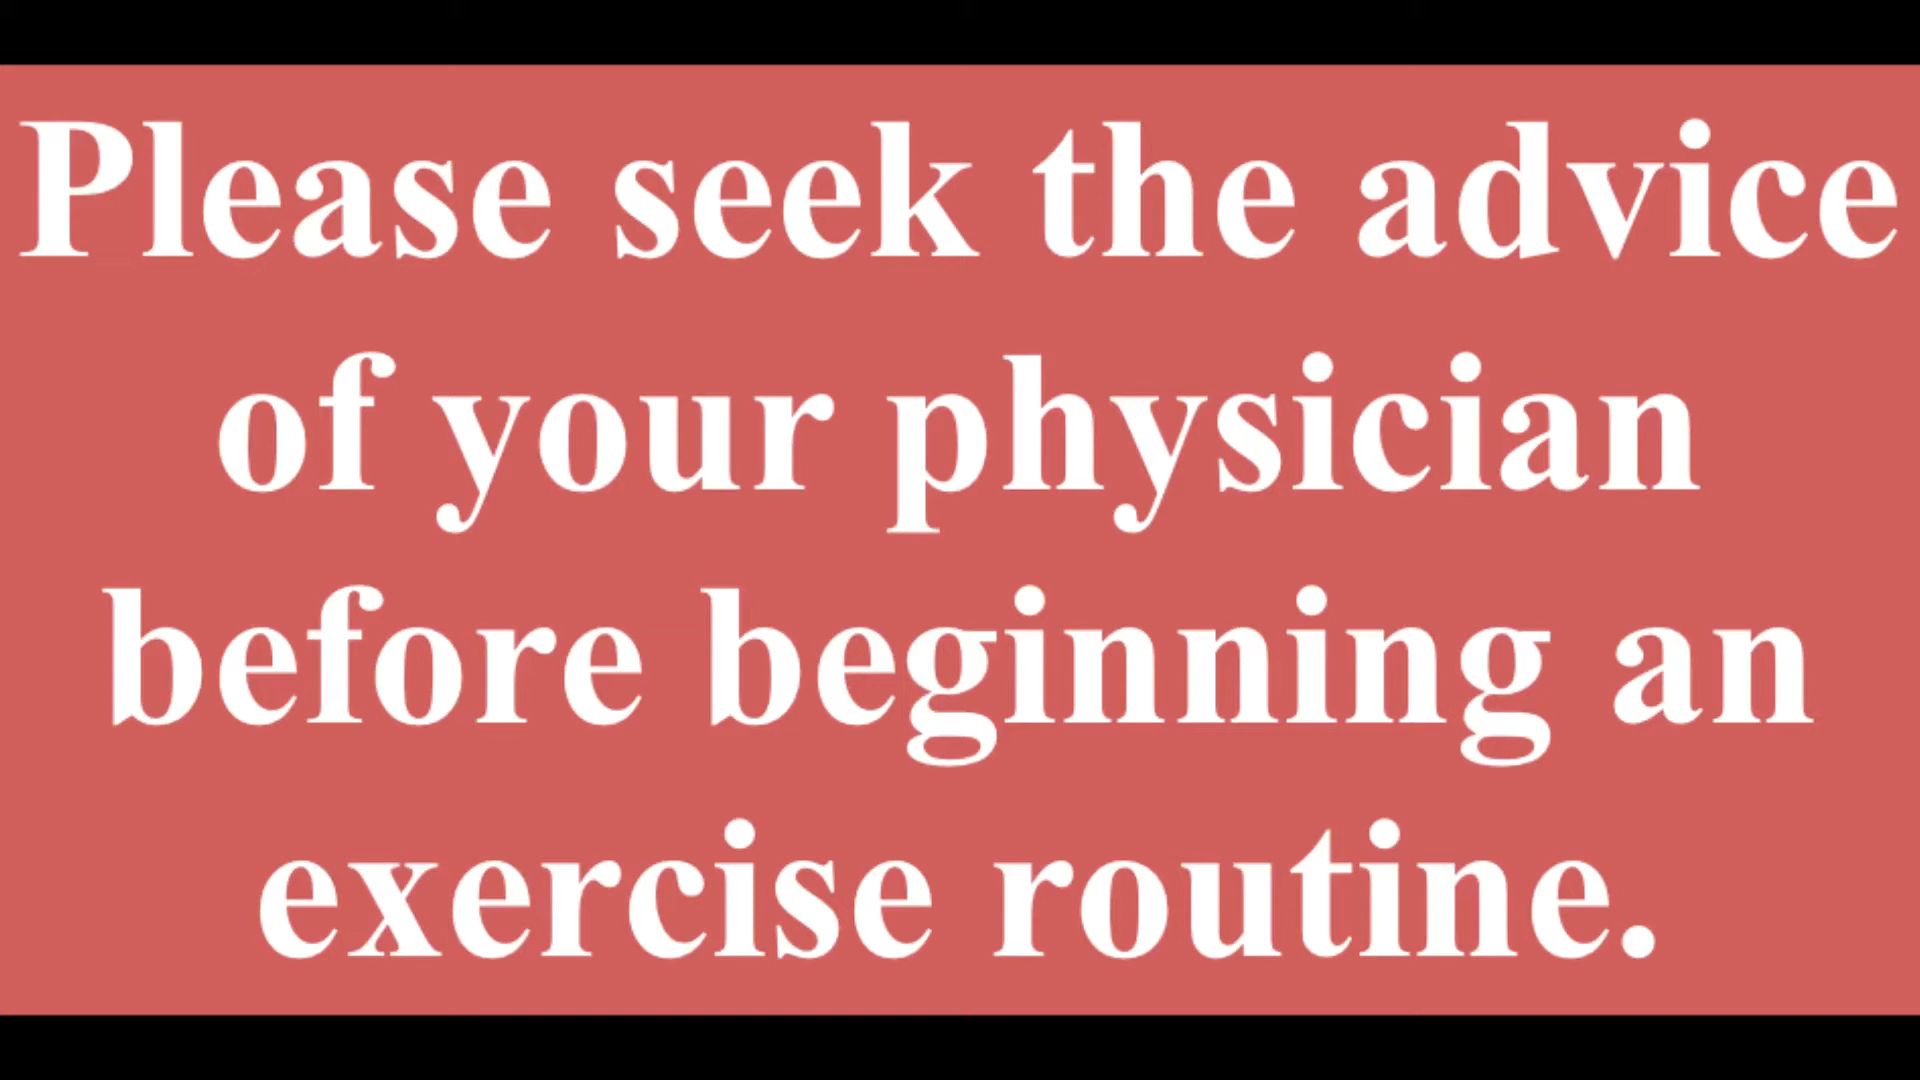 Please seek the advice
of your physician
before beginning an
exercise routine.